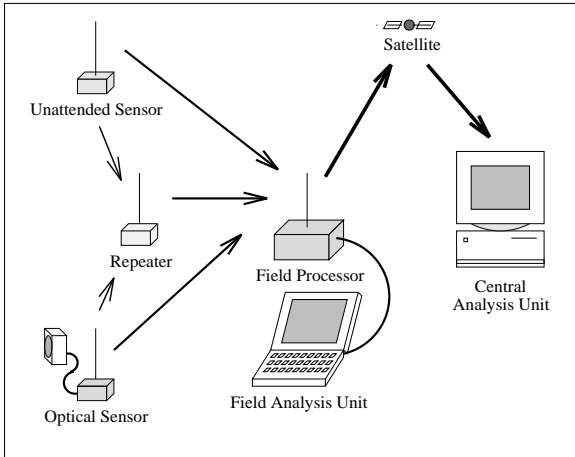 Satellite
Unattended Sensor
Repeater
Field Processor
Central
Analysis Unit
Optical Sensor
Field Analysis Unit